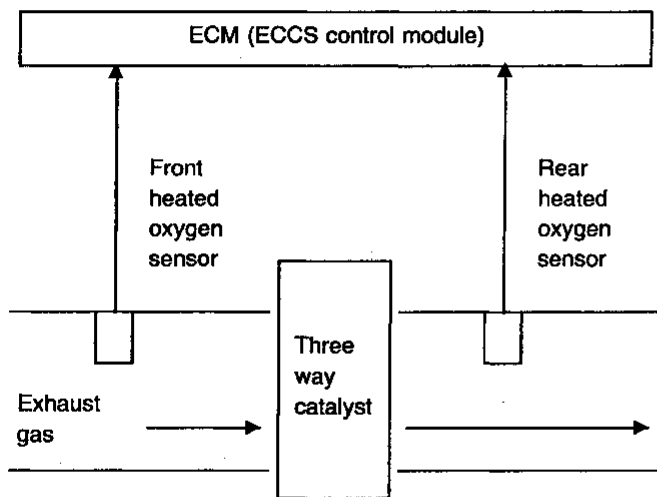 ECM (ECCS control module)
Front
heated
oxygen
sensor
Rear
heated
oxygen
sensor
Three
way
catalyst
Exhaust
gas